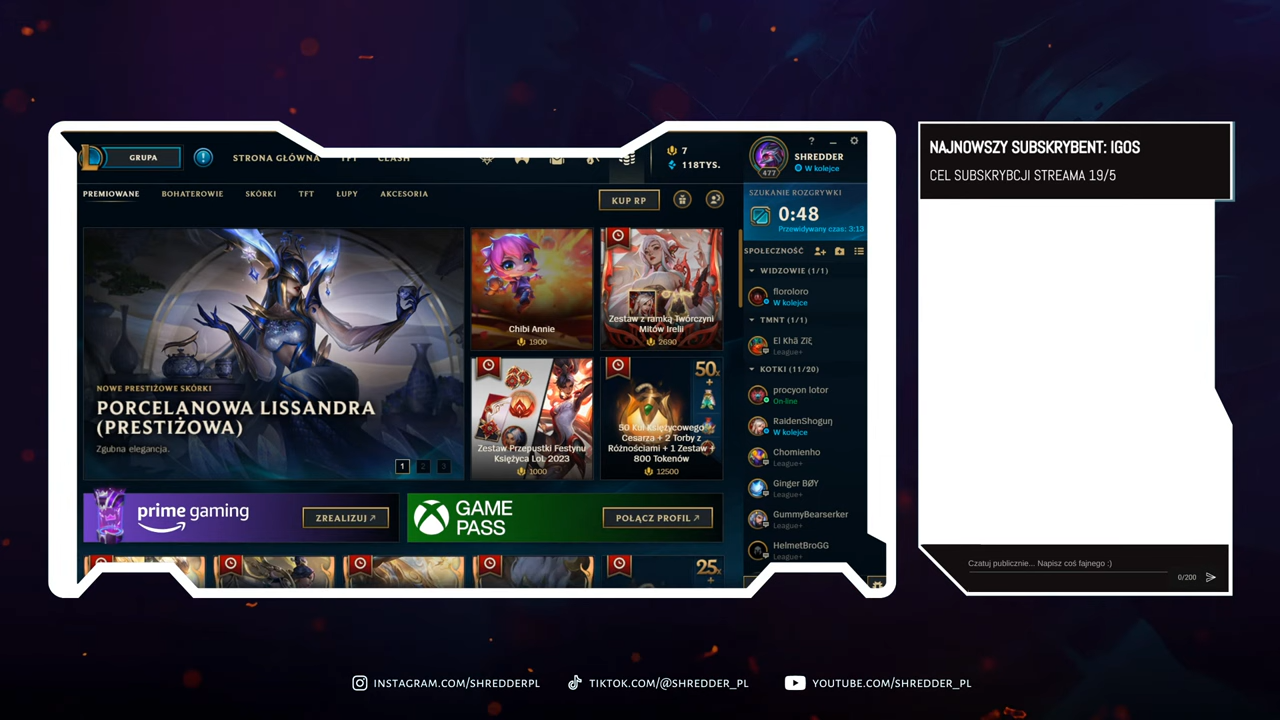 GRUPA
STRONA GŁÓWNA
TFT
CLASH
7
118TYS.
?
477
SHREDDER
W kolejce
PREMIOWANE
BOHATEROWIE
SKÓRKI
TFT
ŁUPY
AKCESORIA
KUP RP
SZUKANIE ROZGRYWKI
0:48
Przewidywany czas: 3:13
SPOŁECZNOŚĆ
WIDZOWIE (1/1)
floroloro
W kolejce
TMNT (1/1)
El Khã Zïξ
League+
KOTKI (11/20)
procyon lotor
On-line
RaidenShogun
W kolejce
Chomienho
League+
Ginger BØY
League+
GummyBearserker
League+
HelmetBroGG
League+
NOWE PRESTIŻOWE SKÓRKI
PORCELANOWA LISSANDRA
(PRESTIŻOWA)
Zgubna elegancja.
1 2 3
Chibi Annie
1900
Zestaw z ramką Twórczyni
Mitów Irelii
2690
Zestaw Przepustki Festynu
Księżyca LoL 2023
1000
50x
+
50 Kul Księżycowego
Cesarza + 2 Torby z
Różnościami + 1 Zestaw +
800 Tokenów
12500
prime gaming
ZREALIZUJ
GAME
PASS
POŁĄCZ PROFIL
25x
+
NAJNOWSZY SUBSKRYBENT: IGOS
CEL SUBSKRYBCJI STREAMA 19/5
Czatuj publicznie... Napisz coś fajnego :)
0/200
INSTAGRAM.COM/SHREDDERPL
TIKTOK.COM/@SHREDDER_PL
YOUTUBE.COM/SHREDDER_PL